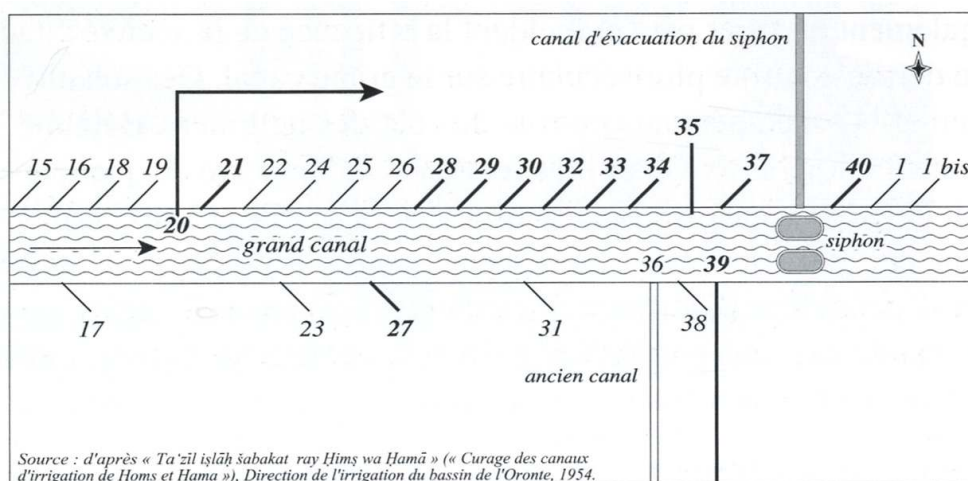 canal d'évacuation du siphon
N
35
15 16 18 19 21 22 24 25 26 28 29 30 32 33 34 37 40 1 1 bis
20
grand canal
siphon
36 39
17 23 27 31 38
ancien canal
Source : d'après « Ta‘zīl iṣlāḥ šabakat ray Ḥimṣ wa Ḥamā » (« Curage des canaux
d'irrigation de Homs et Hama »), Direction de l'irrigation du bassin de l'Oronte, 1954.